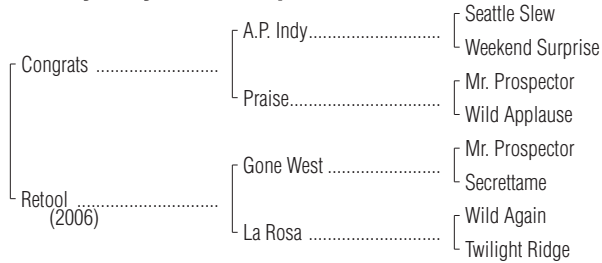 Seattle Slew
A.P. Indy..................................
Weekend Surprise
Congrats ...............................
Mr. Prospector
Praise.......................................
Wild Applause
Mr. Prospector
Gone West .............................
Secrettame
Retool ....................................
(2006)
Wild Again
La Rosa ..................................
Twilight Ridge